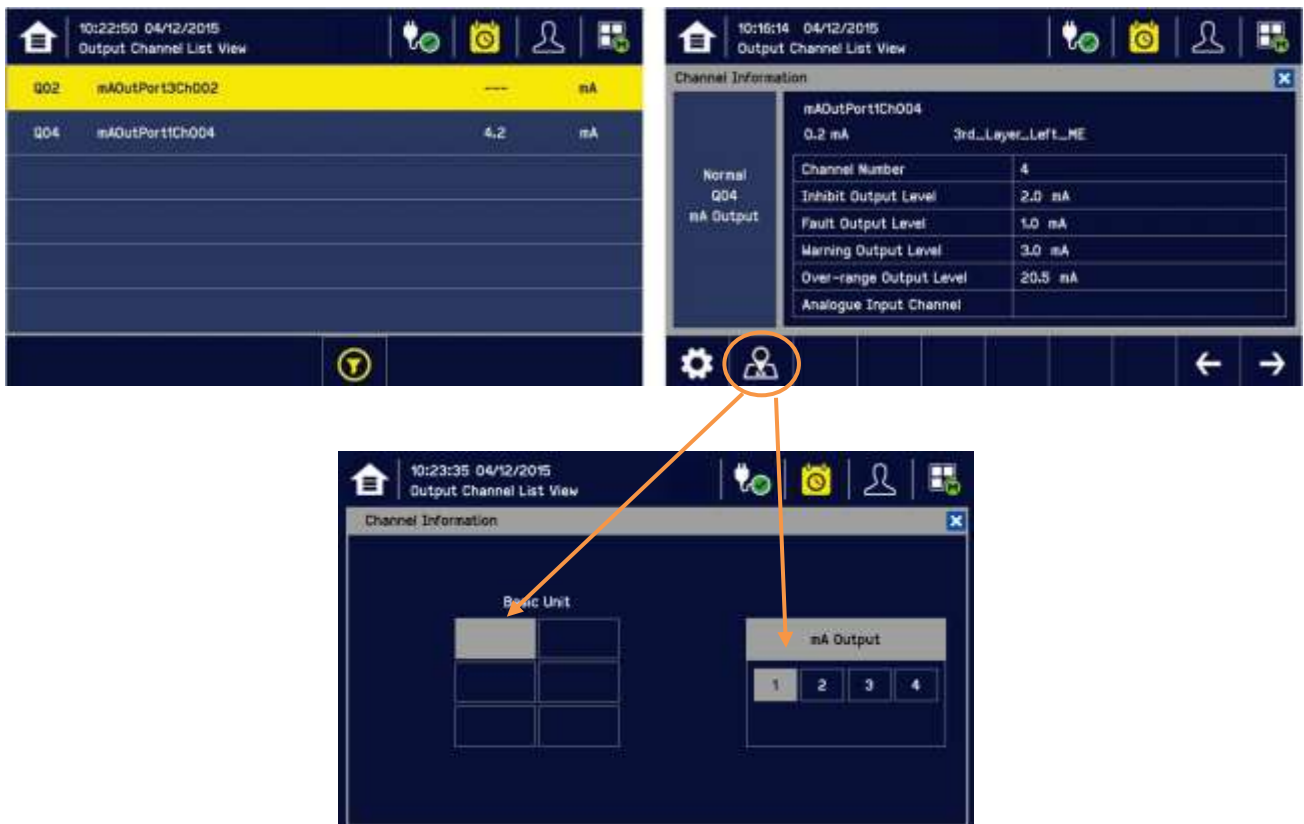 10:22:50 04/12/2015
Output Channel List View
Q02 mAOutPort3Ch002 --- mA
Q04 mAOutPort1Ch004 4.2 mA
10:16:14 04/12/2015
Output Channel List View
Channel Information
Normal
Q04
mA Output
mAOutPort1Ch004
0.2 mA 3rd_Layer_Left_ME
Channel Number 4
Inhibit Output Level 2.0 mA
Fault Output Level 1.0 mA
Warning Output Level 3.0 mA
Over-range Output Level 20.5 mA
Analogue Input Channel
10:23:35 04/12/2015
Output Channel List View
Channel Information
Basic Unit
mA Output
1 2 3 4